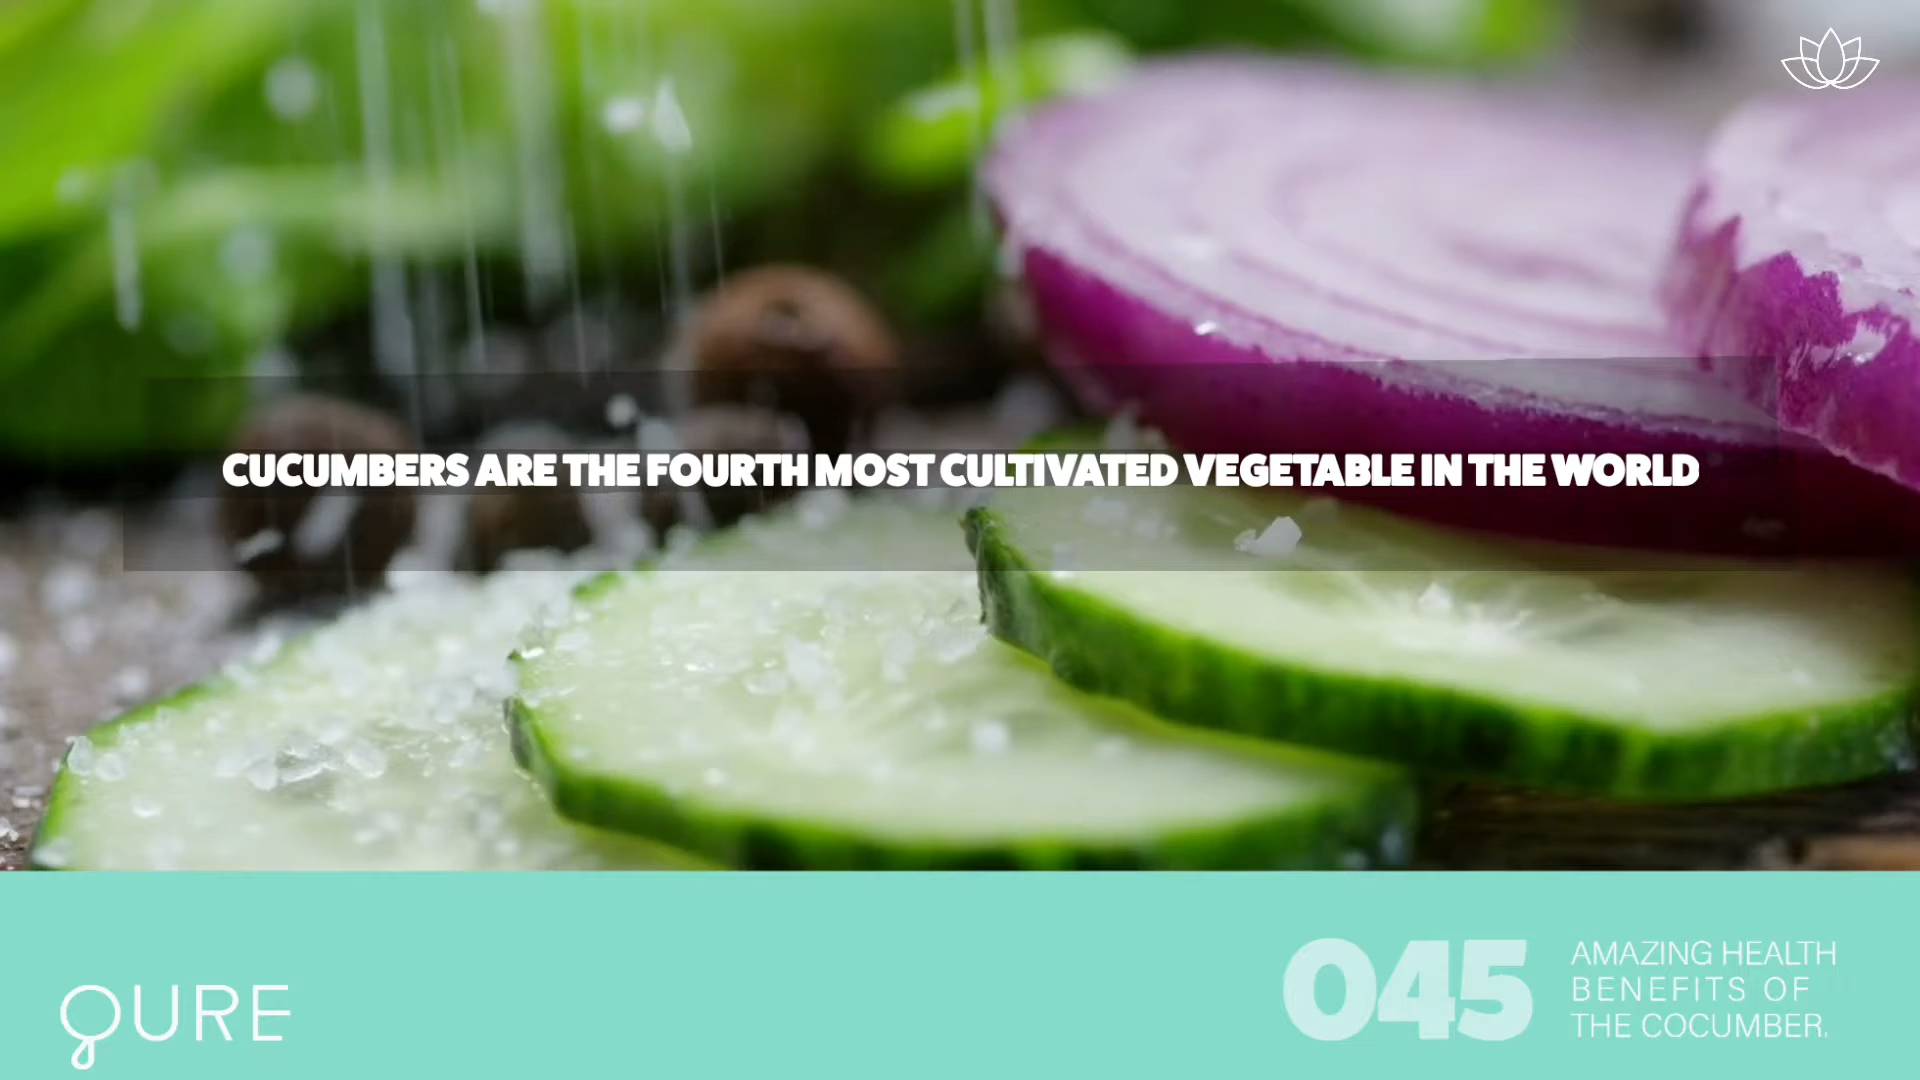 CUCUMBERS ARE THE FOURTH MOST CULTIVATED VEGETABLE IN THE WORLD
QURE
045
AMAZING HEALTH
BENEFITS OF
THE COCUMBER.